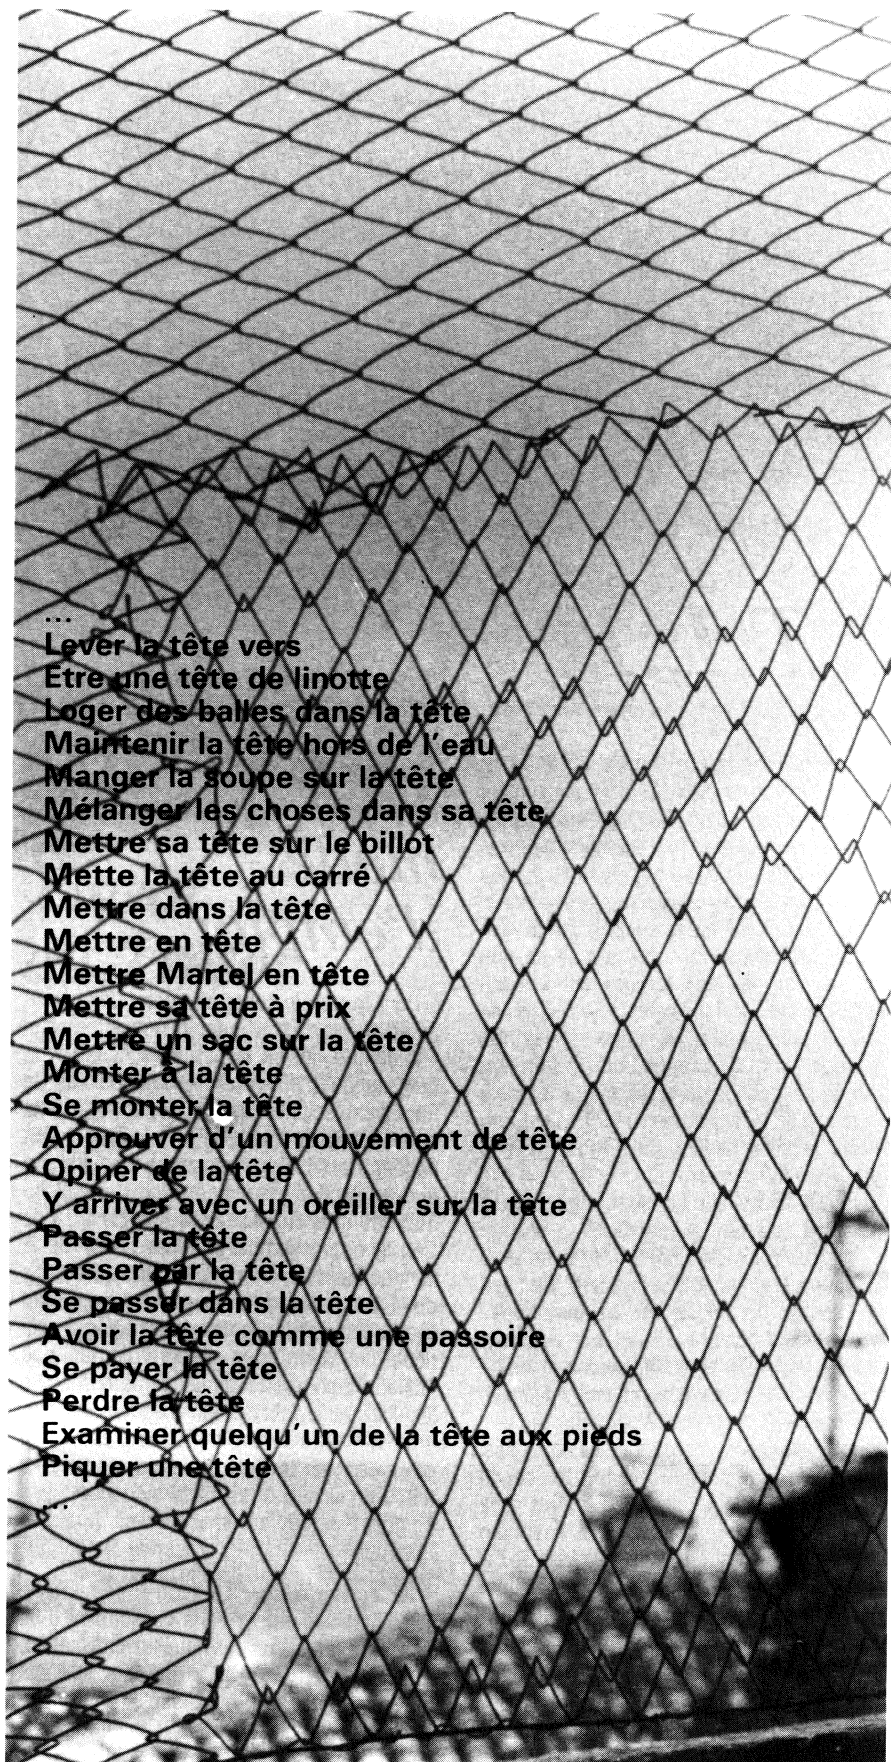 ...
Lever la tête vers
Etre une tête de linotte
Loger des balles dans la tête
Maintenir la tête hors de l'eau
Manger la soupe sur la tête
Mélanger les choses dans sa tête
Mettre sa tête sur le billot
Mette la tête au carré
Mettre dans la tête
Mettre en tête
Mettre Martel en tête
Mettre sa tête à prix
Mettre un sac sur la tête
Monter à la tête
Se monter la tête
Approuver d'un mouvement de tête
Opiner de la tête
Y arriver avec un oreiller sur la tête
Passer la tête
Passer par la tête
Se passer dans la tête
Avoir la tête comme une passoire
Se payer la tête
Perdre la tête
Examiner quelqu'un de la tête aux pieds
Piquer une tête
...